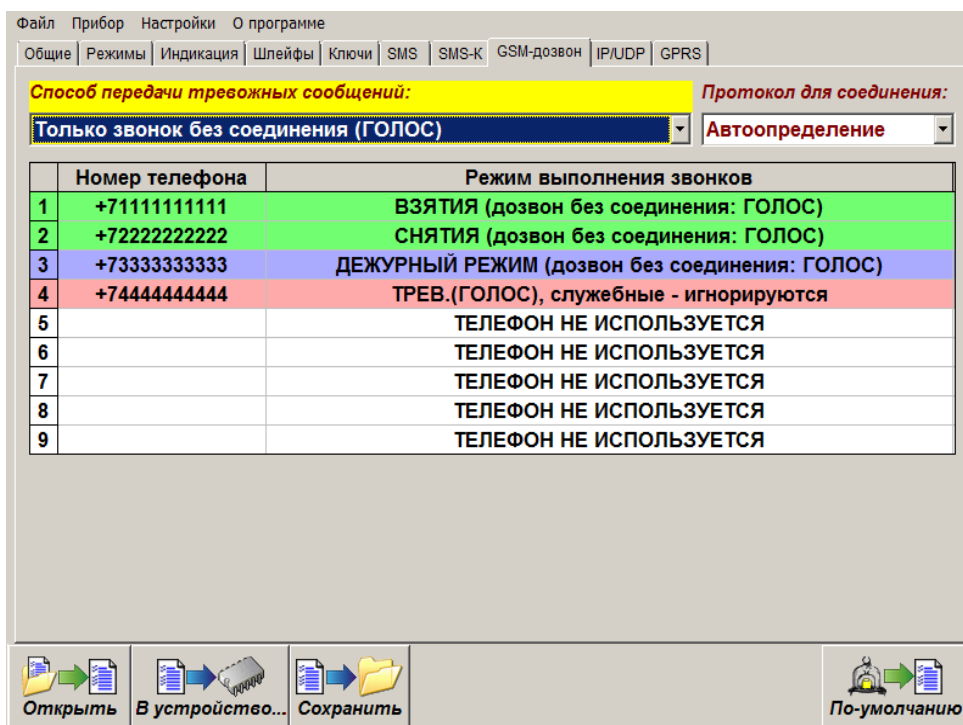 Файл Прибор Настройки О программе
Общие Режимы Индикация Шлейфы Ключи SMS SMS-К GSM-дозвон IP/UDP GPRS
Способ передачи тревожных сообщений: Протокол для соединения:
Только звонок без соединения (ГОЛОС) Автоопределение
Номер телефона Режим выполнения звонков
1 +71111111111 ВЗЯТИЯ (дозвон без соединения: ГОЛОС)
2 +72222222222 СНЯТИЯ (дозвон без соединения: ГОЛОС)
3 +73333333333 ДЕЖУРНЫЙ РЕЖИМ (дозвон без соединения: ГОЛОС)
4 +74444444444 ТРЕВ.(ГОЛОС), служебные - игнорируются
5 ТЕЛЕФОН НЕ ИСПОЛЬЗУЕТСЯ
6 ТЕЛЕФОН НЕ ИСПОЛЬЗУЕТСЯ
7 ТЕЛЕФОН НЕ ИСПОЛЬЗУЕТСЯ
8 ТЕЛЕФОН НЕ ИСПОЛЬЗУЕТСЯ
9 ТЕЛЕФОН НЕ ИСПОЛЬЗУЕТСЯ
Открыть В устройство... Сохранить По-умолчанию